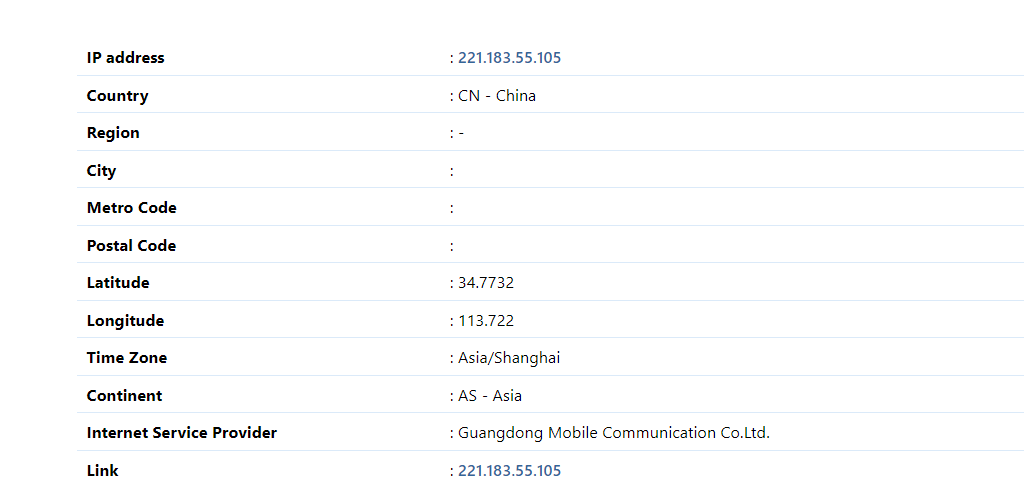 IP address : 221.183.55.105
Country : CN - China
Region : -
City :
Metro Code :
Postal Code :
Latitude : 34.7732
Longitude : 113.722
Time Zone : Asia/Shanghai
Continent : AS - Asia
Internet Service Provider : Guangdong Mobile Communication Co.Ltd.
Link : 221.183.55.105